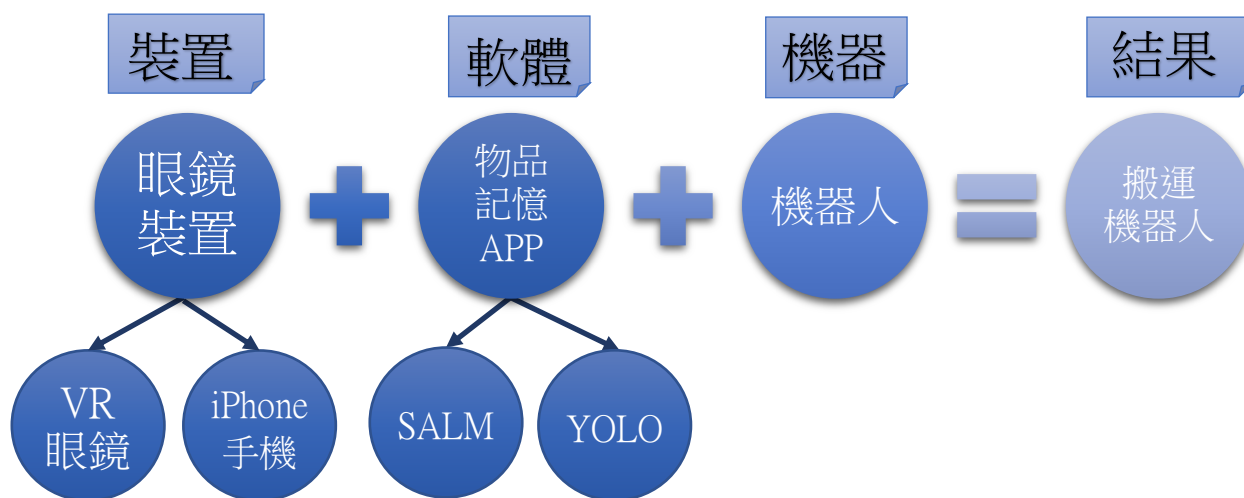 裝置
軟體
機器
結果
眼鏡
裝置
物品
記憶
APP
機器人
搬運
機器人
VR
眼鏡
iPhone
手機
SALM
YOLO